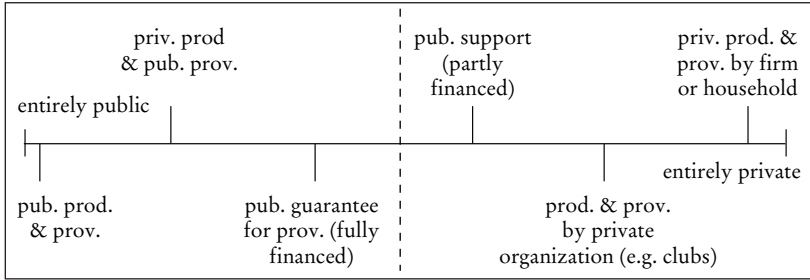 priv. prod
& pub. prov.
pub. support
(partly
financed)
priv. prod. &
prov. by firm
or household
entirely public
entirely private
pub. prod.
& prov.
pub. guarantee
for prov. (fully
financed)
prod. & prov.
by private
organization (e.g. clubs)